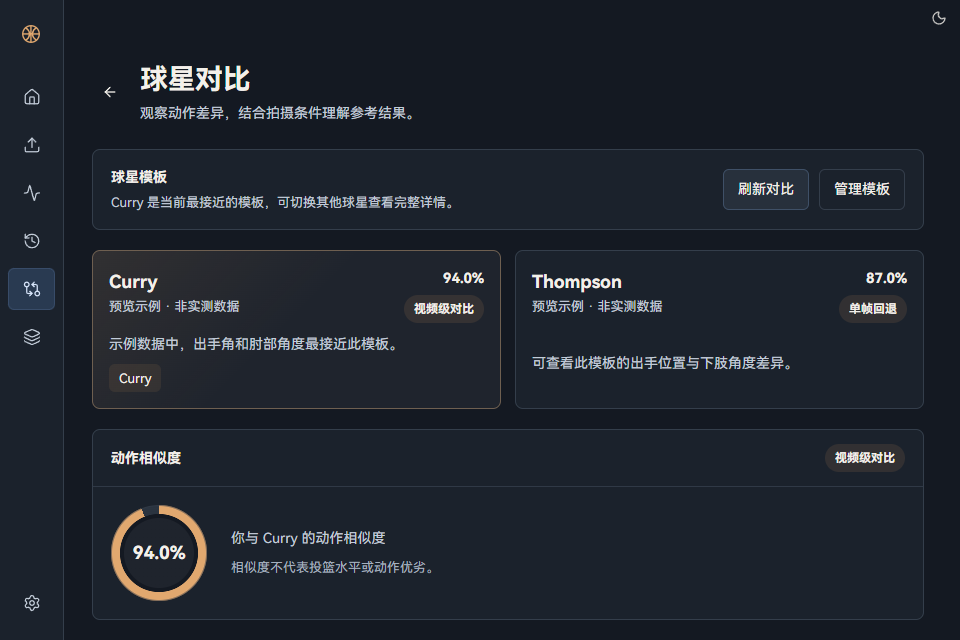 球星对比
观察动作差异，结合拍摄条件理解参考结果。
球星模板
Curry 是当前最接近的模板，可切换其他球星查看完整详情。
刷新对比
管理模板
Curry
94.0%
预览示例 · 非实测数据
视频级对比
示例数据中，出手角和肘部角度最接近此模板。
Curry
Thompson
87.0%
预览示例 · 非实测数据
单帧回退
可查看此模板的出手位置与下肢角度差异。
动作相似度
视频级对比
94.0%
你与 Curry 的动作相似度
相似度不代表投篮水平或动作优劣。